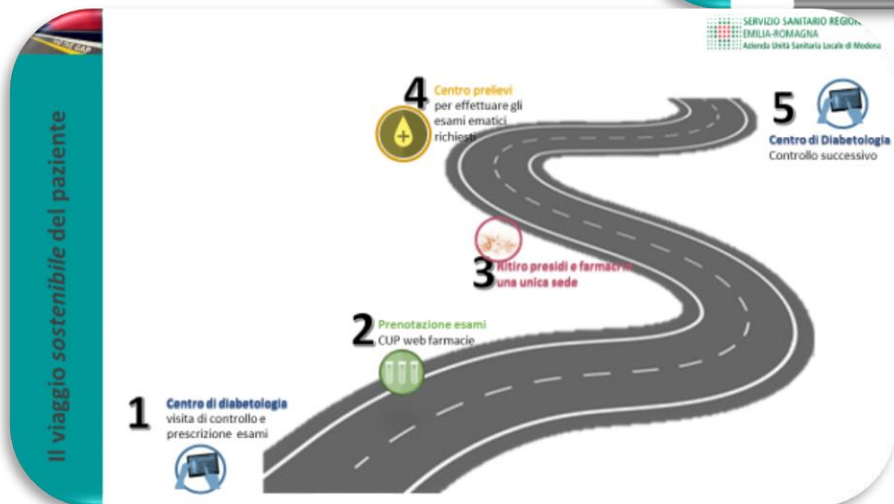 SERVIZIO SANITARIO
EMILIA-ROMAGNA
Azienda Unità Sanitaria Locale di Modena
Il viaggio sostenibile del paziente
4
Centro prelievi
per effettuare gli
esami ematici
richiesti
5
Centro di Diabetologia
Controllo successivo
3
Ritiro presidi e farmaci
una unica sede
2
Prenotazione esami
CUP web farmacie
1
Centro di diabetologia
visita di controllo e
prescrizione esami